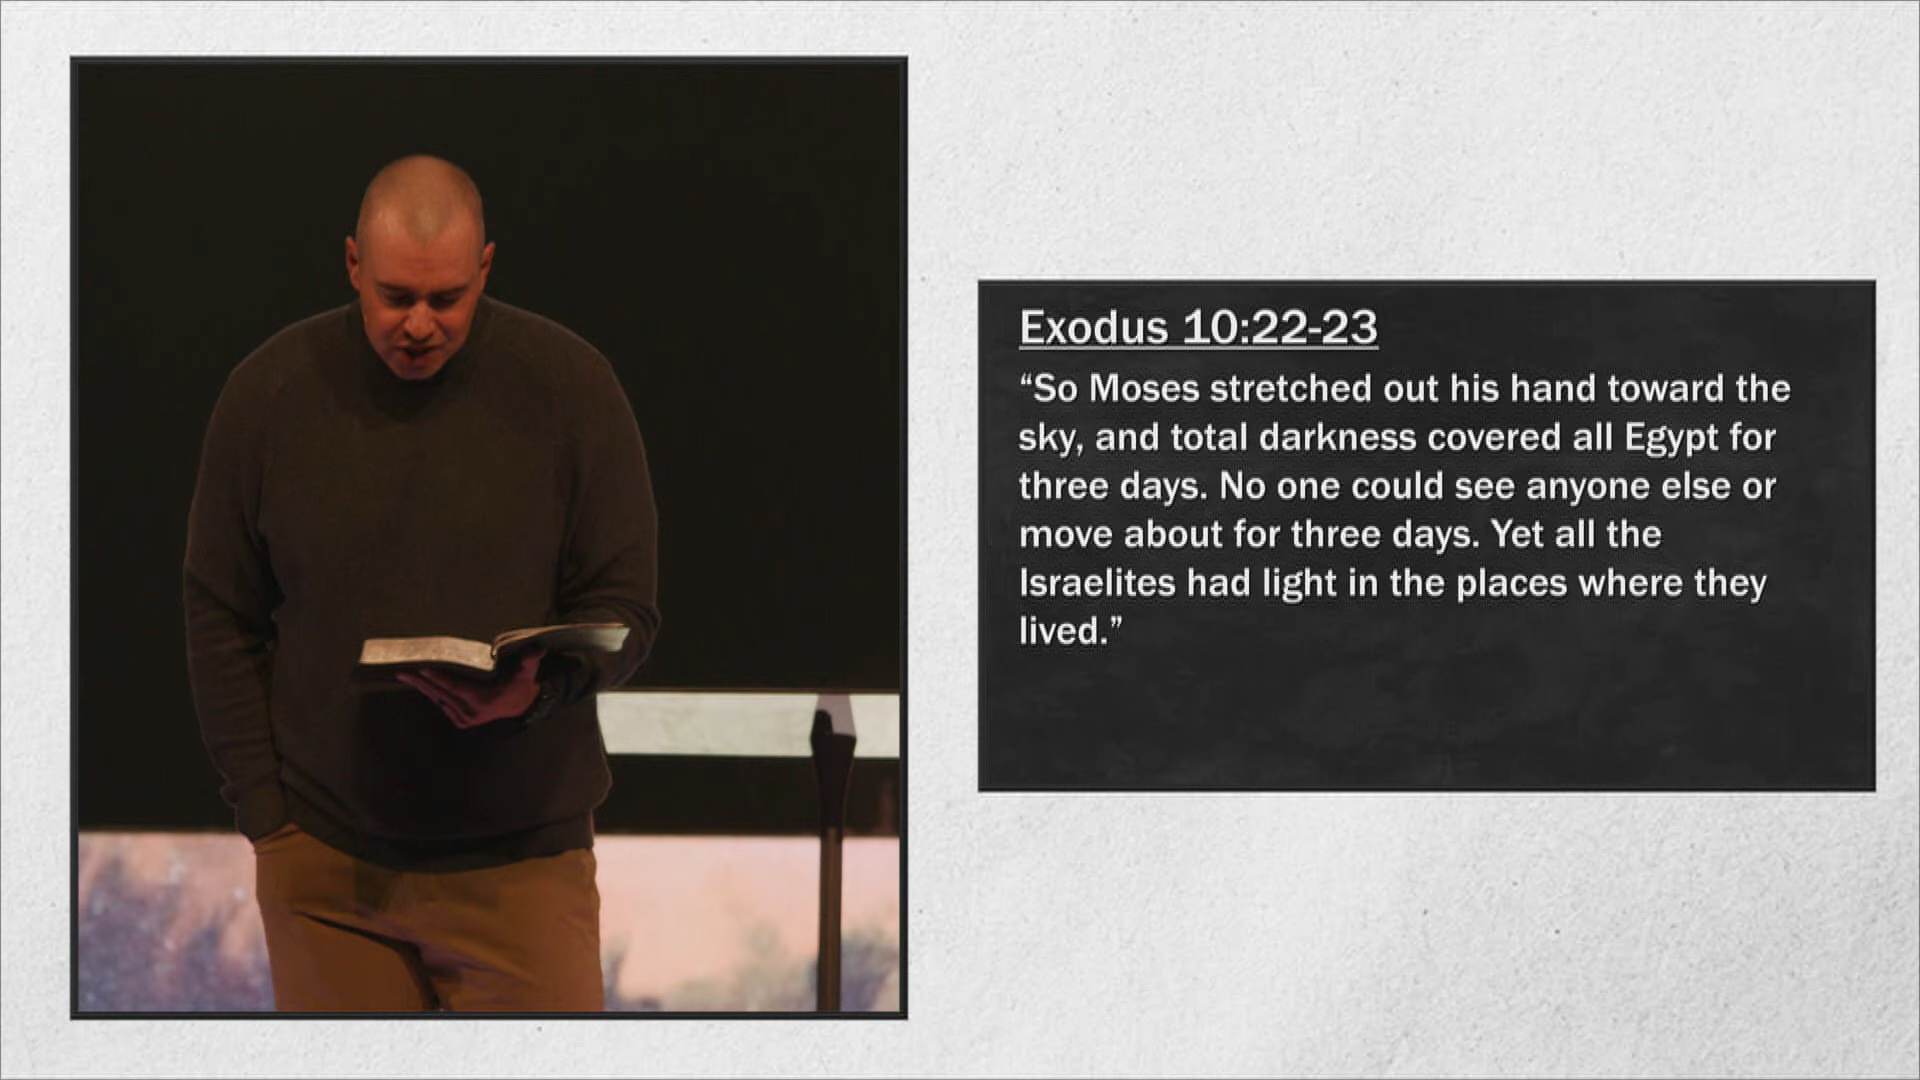 Exodus 10:22-23
“So Moses stretched out his hand toward the
sky, and total darkness covered all Egypt for
three days. No one could see anyone else or
move about for three days. Yet all the
Israelites had light in the places where they
lived.”